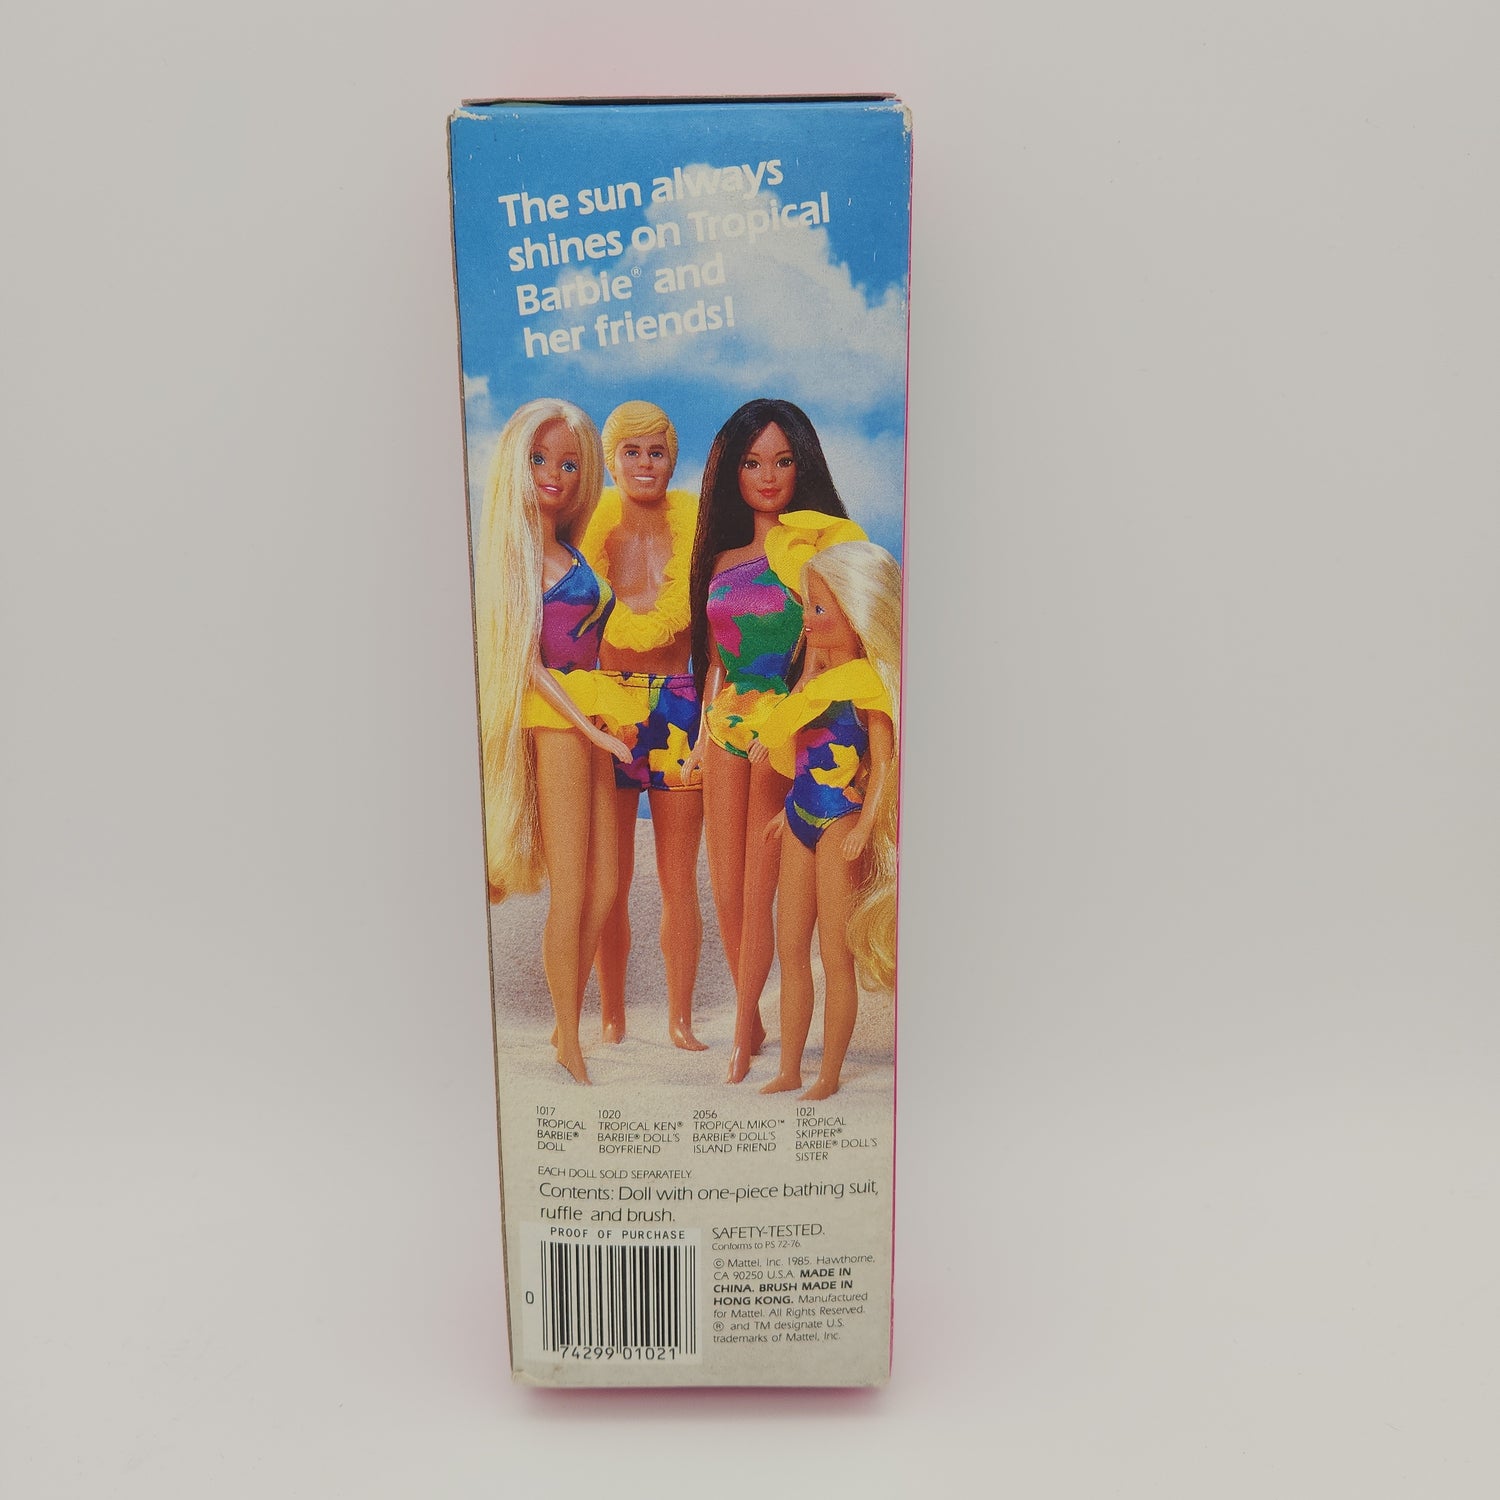 The sun always
shines on Tropical
Barbie® and
her friends!
1017
TROPICAL
BARBIE®
DOLL
1020
TROPICAL KEN®
BARBIE® DOLL'S
BOYFRIEND
2056
TROPICAL MIKO™
BARBIE® DOLL'S
ISLAND FRIEND
1021
TROPICAL
SKIPPER®
BARBIE® DOLL'S
SISTER
EACH DOLL SOLD SEPARATELY.
Contents: Doll with one-piece bathing suit,
ruffle and brush.
PROOF OF PURCHASE
0
74299 01021
SAFETY-TESTED.
Conforms to PS 72-76.
© Mattel, Inc. 1985. Hawthorne,
CA 90250 U.S.A. MADE IN
CHINA. BRUSH MADE IN
HONG KONG. Manufactured
for Mattel. All Rights Reserved.
® and TM designate U.S.
trademarks of Mattel, Inc.